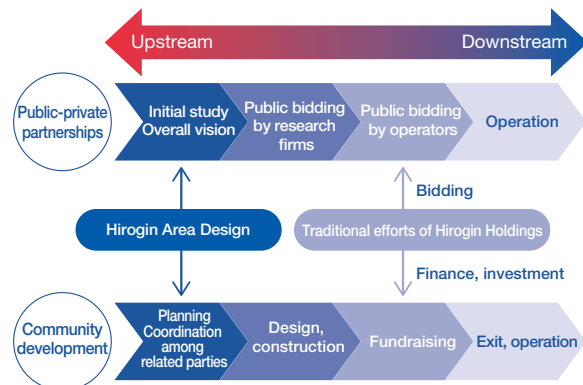 Upstream
Downstream
Public-private
partnerships
Initial study
Overall vision
Public bidding
by research
firms
Public bidding
by operators
Operation
Bidding
Hirogin Area Design
Traditional efforts of Hirogin Holdings
Finance, investment
Community
development
Planning
Coordination
among
related parties
Design,
construction
Fundraising
Exit, operation